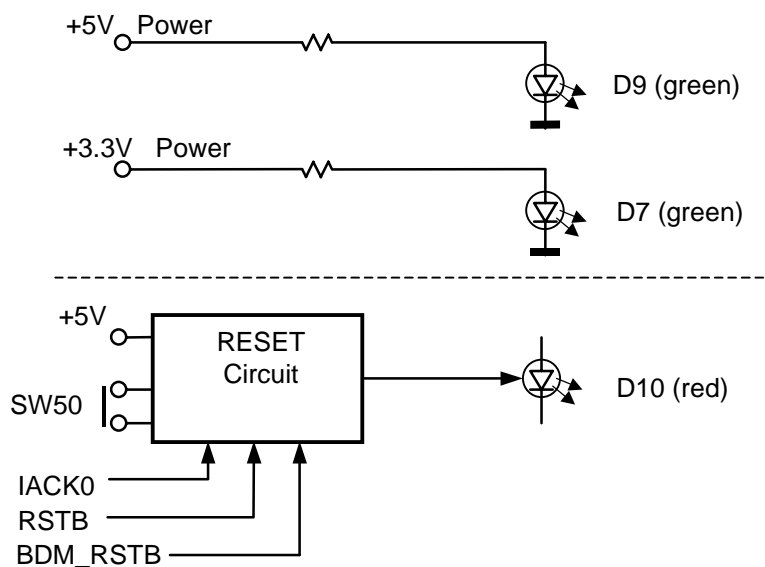 +5V Power
D9 (green)
+3.3V Power
D7 (green)
+5V
RESET
Circuit
SW50
D10 (red)
IACK0
RSTB
BDM_RSTB